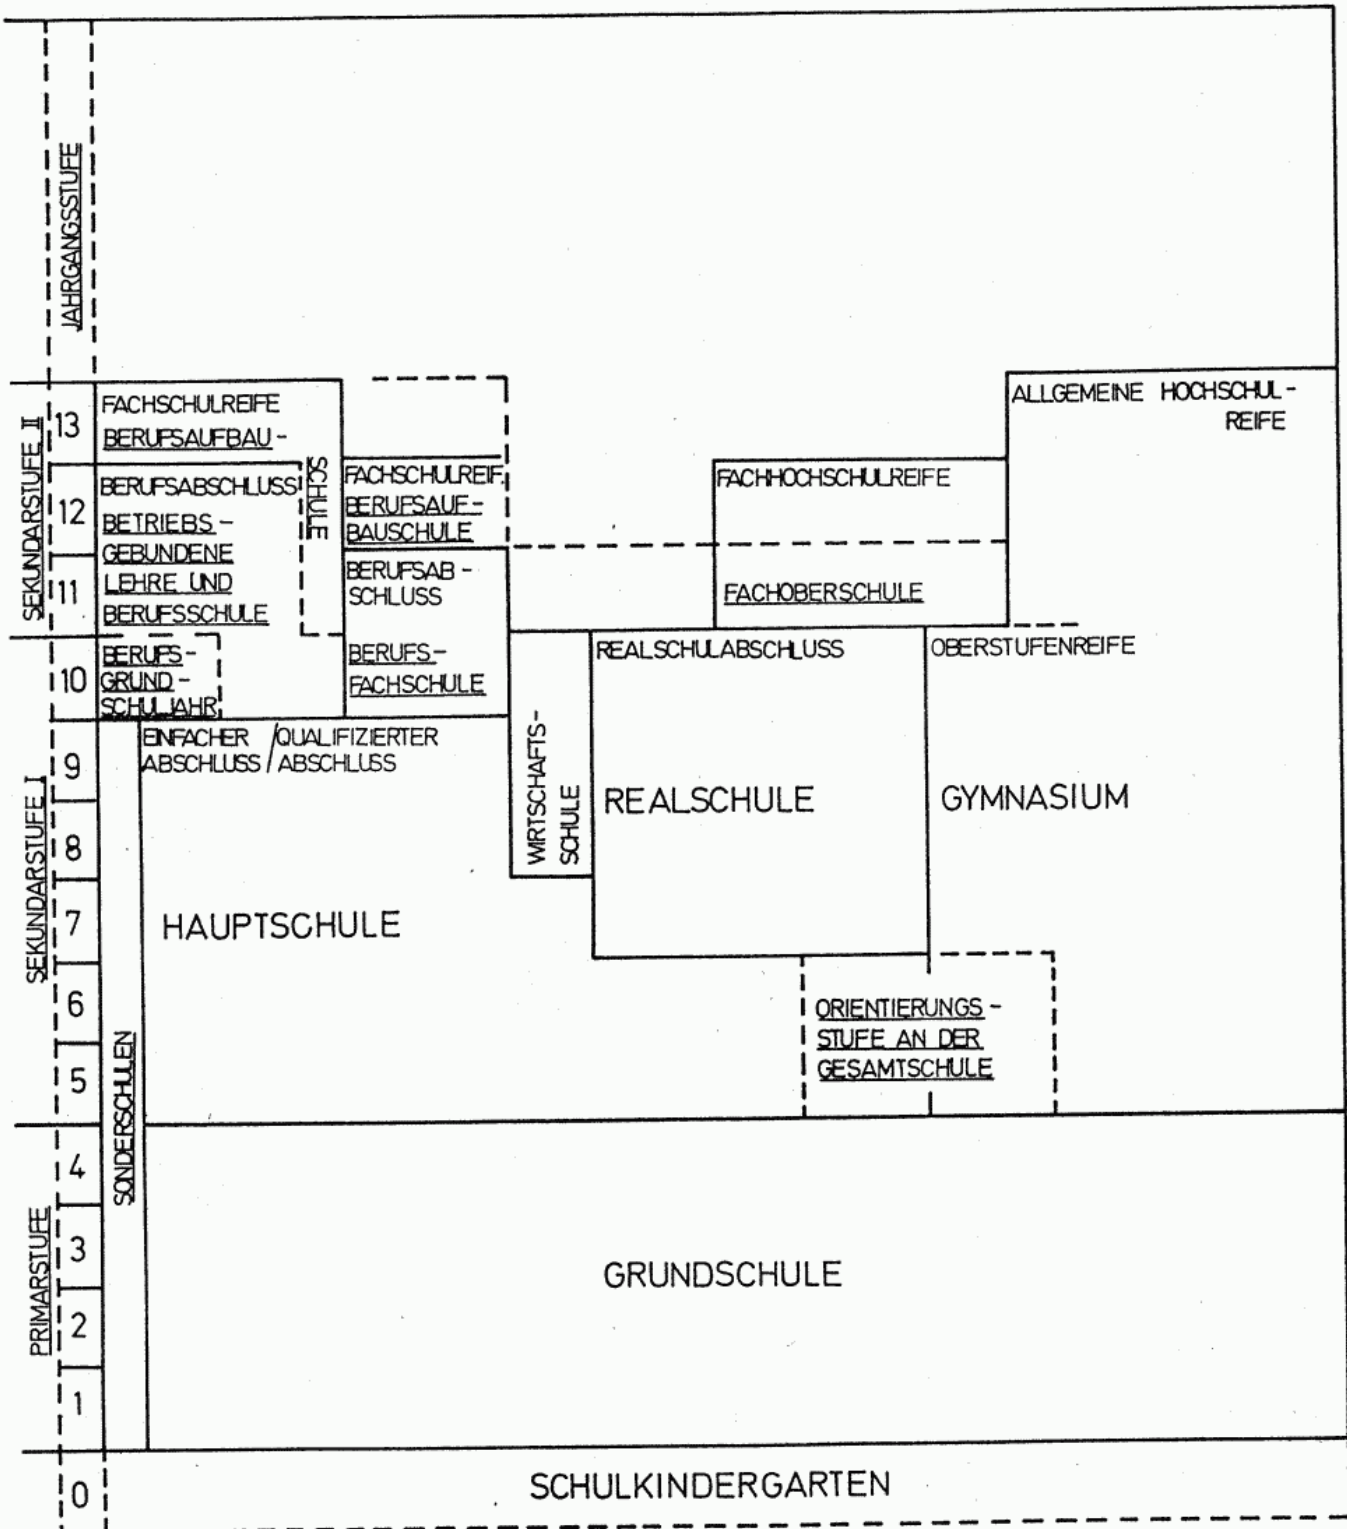 JAHRGANGSSTUFE
SEKUNDARSTUFE II
SEKUNDARSTUFE I
PRIMARSTUFE
13
12
11
10
9
8
7
6
5
4
3
2
1
0
FACHSCHULREIFE
BERUFSAUFBAU-
SCHULE
BERUFSABSCHLUSS
BETRIEBS-
GEBUNDENE
LEHRE UND
BERUFSSCHULE
BERUFS-
GRUND-
SCHULJAHR
FACHSCHULREIF.
BERUFSAUF-
BAUSCHULE
BERUFSAB-
SCHLUSS
BERUFS-
FACHSCHULE
FACHHOCHSCHULREIFE
FACHOBERSCHULE
ALLGEMEINE HOCHSCHUL-
REIFE
REALSCHULABSCHLUSS
OBERSTUFENREIFE
EINFACHER / QUALIFIZIERTER
ABSCHLUSS / ABSCHLUSS
WIRTSCHAFTS-
SCHULE
REALSCHULE
GYMNASIUM
HAUPTSCHULE
ORIENTIERUNGS-
STUFE AN DER
GESAMTSCHULE
SONDERSCHULEN
GRUNDSCHULE
SCHULKINDERGARTEN